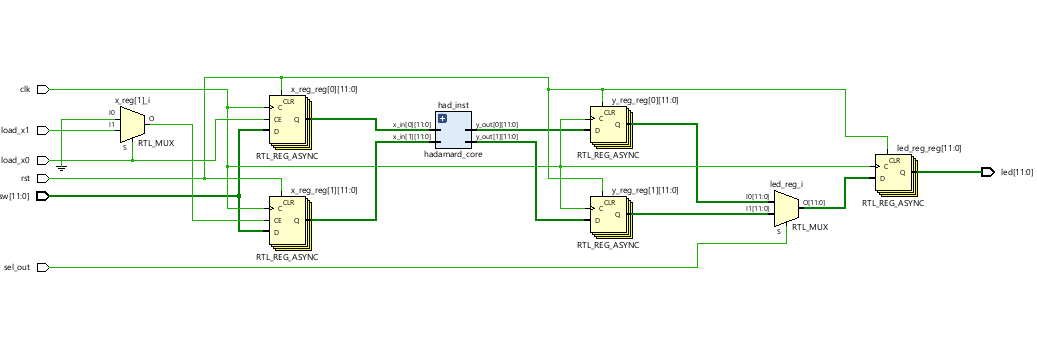 clk
load_x1
load_x0
rst
sw[11:0]
sel_out
x_reg[1]_i
I0
I1
O
S
RTL_MUX
x_reg_reg[0][11:0]
CLR
C
CE
Q
D
RTL_REG_ASYNC
x_reg_reg[1][11:0]
CLR
C
CE
Q
D
RTL_REG_ASYNC
had_inst
x_in[0][11:0]
x_in[1][11:0]
y_out[0][11:0]
y_out[1][11:0]
hadamard_core
y_reg_reg[0][11:0]
CLR
C
Q
D
RTL_REG_ASYNC
y_reg_reg[1][11:0]
CLR
C
Q
D
RTL_REG_ASYNC
led_reg_i
I0[11:0]
I1[11:0]
O[11:0]
S
RTL_MUX
led_reg_reg[11:0]
CLR
C
Q
D
RTL_REG_ASYNC
led[11:0]